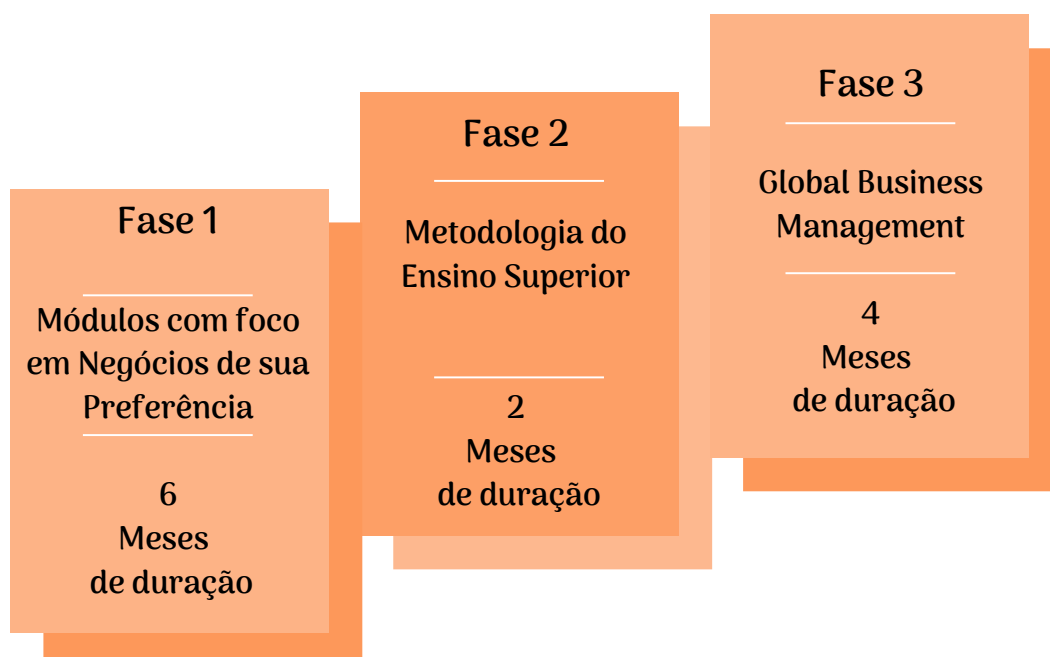 Fase 1
Módulos com foco
em Negócios de sua
Preferência
6
Meses
de duração
Fase 2
Metodologia do
Ensino Superior
2
Meses
de duração
Fase 3
Global Business
Management
4
Meses
de duração